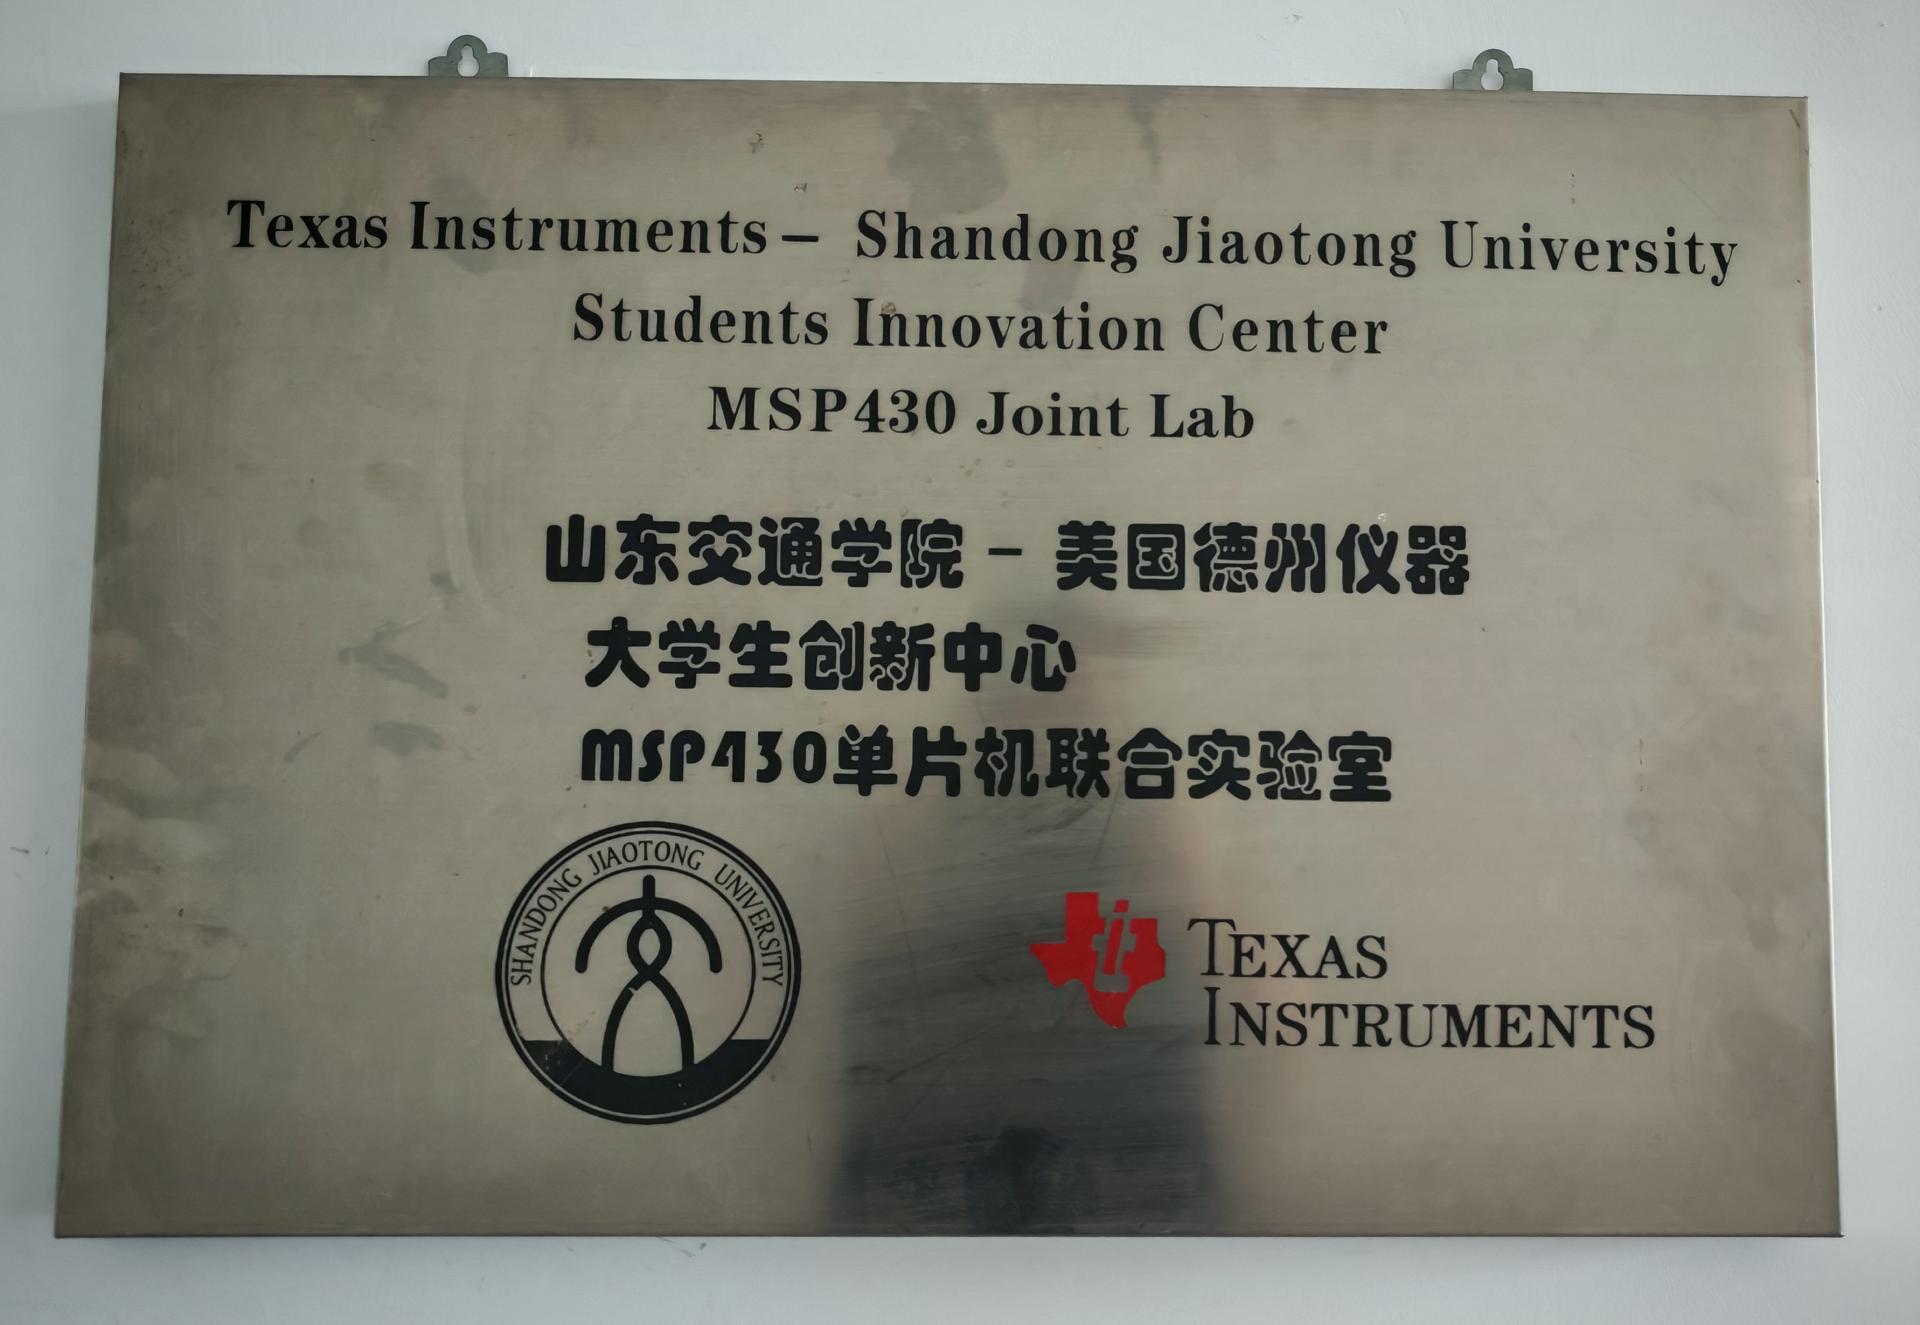 Texas Instruments – Shandong Jiaotong University
Students Innovation Center
MSP430 Joint Lab
山东交通学院 - 美国德州仪器
大学生创新中心
MSP430单片机联合实验室
SHANDONG JIAOTONG UNIVERSITY
TEXAS
INSTRUMENTS